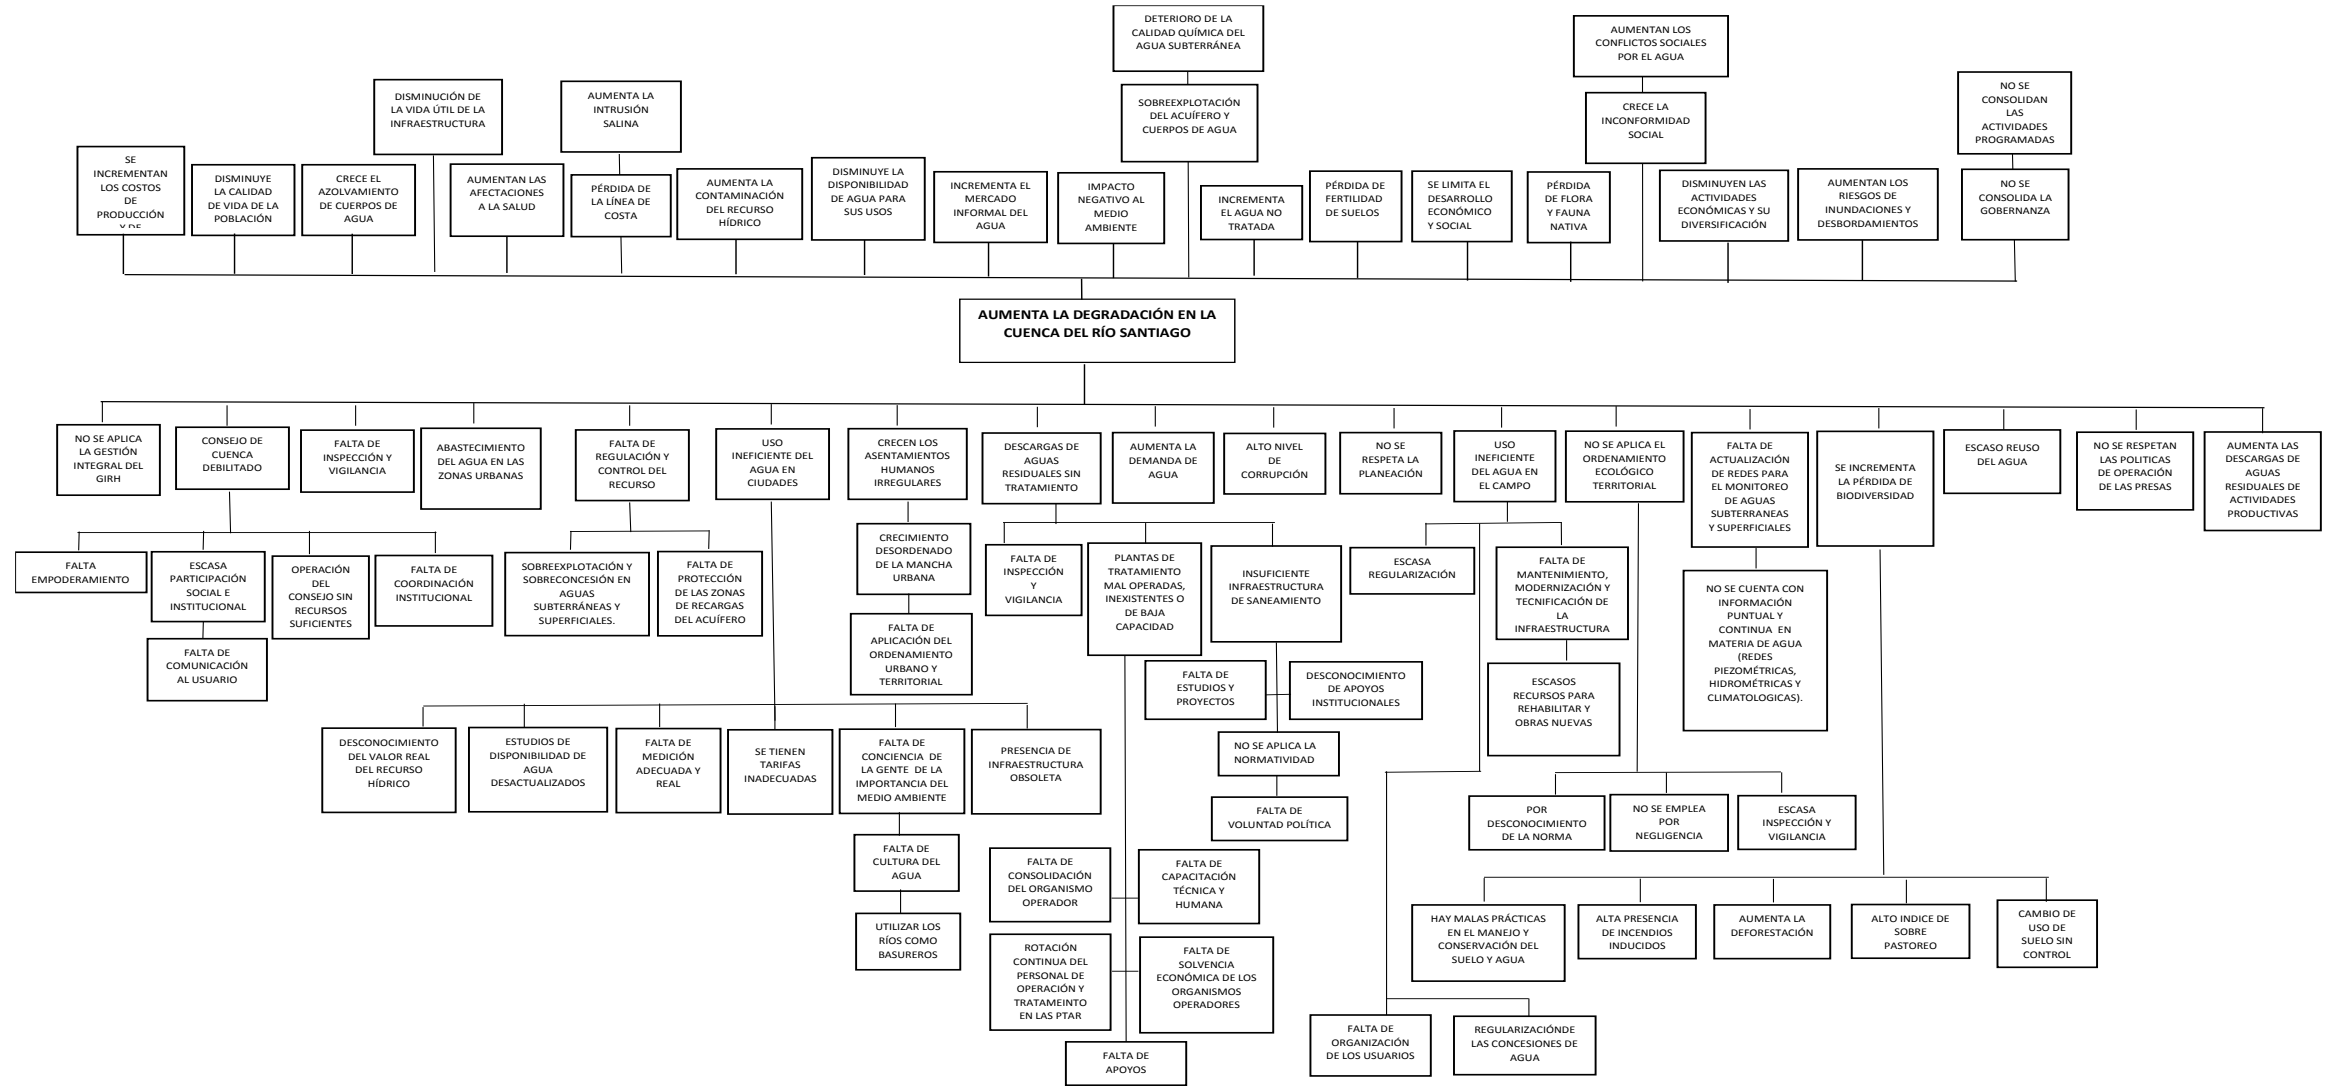 DETERIORO DE LA
CALIDAD QUÍMICA DEL
AGUA SUBTERRÁNEA
AUMENTAN LOS
CONFLICTOS SOCIALES
POR EL AGUA
DISMINUCIÓN DE
LA VIDA ÚTIL DE LA
INFRAESTRUCTURA
AUMENTA LA
INTRUSIÓN
SALINA
SOBREEXPLOTACIÓN
DEL ACUÍFERO Y
CUERPOS DE AGUA
CRECE LA
INCONFORMIDAD
SOCIAL
NO SE
CONSOLIDAN
LAS
ACTIVIDADES
PROGRAMADAS
SE
INCREMENTAN
LOS COSTOS
DE
PRODUCCIÓN
Y DE
DISMINUYE
LA CALIDAD
DE VIDA DE LA
POBLACIÓN
CRECE EL
AZOLVAMIENTO
DE CUERPOS DE
AGUA
AUMENTAN LAS
AFECTACIONES
A LA SALUD
PÉRDIDA DE
LA LÍNEA DE
COSTA
AUMENTA LA
CONTAMINACIÓN
DEL RECURSO
HÍDRICO
DISMINUYE LA
DISPONIBILIDAD
DE AGUA PARA
SUS USOS
INCREMENTA EL
MERCADO
INFORMAL DEL
AGUA
IMPACTO
NEGATIVO AL
MEDIO
AMBIENTE
INCREMENTA
EL AGUA NO
TRATADA
PÉRDIDA DE
FERTILIDAD
DE SUELOS
SE LIMITA EL
DESARROLLO
ECONÓMICO
Y SOCIAL
PÉRDIDA
DE FLORA
Y FAUNA
NATIVA
DISMINUYEN LAS
ACTIVIDADES
ECONÓMICAS Y SU
DIVERSIFICACIÓN
AUMENTAN LOS
RIESGOS DE
INUNDACIONES Y
DESBORDAMIENTOS
NO SE
CONSOLIDA LA
GOBERNANZA
AUMENTA LA DEGRADACIÓN EN LA
CUENCA DEL RÍO SANTIAGO
NO SE APLICA
LA GESTIÓN
INTEGRAL DEL
GIRH
CONSEJO DE
CUENCA
DEBILITADO
FALTA DE
INSPECCIÓN Y
VIGILANCIA
ABASTECIMIENTO
DEL AGUA EN LAS
ZONAS URBANAS
FALTA DE
REGULACIÓN Y
CONTROL DEL
RECURSO
USO
INEFICIENTE DEL
AGUA EN
CIUDADES
CRECEN LOS
ASENTAMIENTOS
HUMANOS
IRREGULARES
DESCARGAS DE
AGUAS
RESIDUALES SIN
TRATAMIENTO
AUMENTA LA
DEMANDA DE
AGUA
ALTO NIVEL
DE
CORRUPCIÓN
NO SE
RESPETA LA
PLANEACIÓN
USO
INEFICIENTE
DEL AGUA EN
EL CAMPO
NO SE APLICA EL
ORDENAMIENTO
ECOLÓGICO
TERRITORIAL
FALTA DE
ACTUALIZACIÓN
DE REDES PARA
EL MONITOREO
DE AGUAS
SUBTERRANEAS
Y SUPERFICIALES
SE INCREMENTA
LA PÉRDIDA DE
BIODIVERSIDAD
ESCASO REUSO
DEL AGUA
NO SE RESPETAN
LAS POLITICAS
DE OPERACIÓN
DE LAS PRESAS
AUMENTA LAS
DESCARGAS DE
AGUAS
RESIDUALES DE
ACTIVIDADES
PRODUCTIVAS
FALTA
EMPODERAMIENTO
ESCASA
PARTICIPACIÓN
SOCIAL E
INSTITUCIONAL
OPERACIÓN
DEL
CONSEJO SIN
RECURSOS
SUFICIENTES
FALTA DE
COORDINACIÓN
INSTITUCIONAL
SOBREEXPLOTACIÓN Y
SOBRECONCESIÓN EN
AGUAS
SUBTERRÁNEAS Y
SUPERFICIALES.
FALTA DE
PROTECCIÓN
DE LAS ZONAS
DE RECARGAS
DEL ACUÍFERO
CRECIMIENTO
DESORDENADO
DE LA MANCHA
URBANA
FALTA DE
INSPECCIÓN
Y
VIGILANCIA
PLANTAS DE
TRATAMIENTO
MAL OPERADAS,
INEXISTENTES O
DE BAJA
CAPACIDAD
INSUFICIENTE
INFRAESTRUCTURA
DE SANEAMIENTO
ESCASA
REGULARIZACIÓN
FALTA DE
MANTENIMIENTO,
MODERNIZACIÓN Y
TECNIFICACIÓN DE
LA
INFRAESTRUCTURA
NO SE CUENTA CON
INFORMACIÓN
PUNTUAL Y
CONTINUA EN
MATERIA DE AGUA
(REDES
PIEZOMÉTRICAS,
HIDROMÉTRICAS Y
CLIMATOLOGICAS).
FALTA DE
COMUNICACIÓN
AL USUARIO
FALTA DE
APLICACIÓN DEL
ORDENAMIENTO
URBANO Y
TERRITORIAL
FALTA DE
ESTUDIOS Y
PROYECTOS
DESCONOCIMIENTO
DE APOYOS
INSTITUCIONALES
ESCASOS
RECURSOS PARA
REHABILITAR Y
OBRAS NUEVAS
DESCONOCIMIENTO
DEL VALOR REAL
DEL RECURSO
HÍDRICO
ESTUDIOS DE
DISPONIBILIDAD DE
AGUA
DESACTUALIZADOS
FALTA DE
MEDICIÓN
ADECUADA Y
REAL
SE TIENEN
TARIFAS
INADECUADAS
FALTA DE
CONCIENCIA DE
LA GENTE DE LA
IMPORTANCIA DEL
MEDIO AMBIENTE
PRESENCIA DE
INFRAESTRUCTURA
OBSOLETA
NO SE APLICA LA
NORMATIVIDAD
FALTA DE
VOLUNTAD POLÍTICA
POR
DESCONOCIMIENTO
DE LA NORMA
NO SE EMPLEA
POR
NEGLIGENCIA
ESCASA
INSPECCIÓN Y
VIGILANCIA
FALTA DE
CULTURA DEL
AGUA
FALTA DE
CONSOLIDACIÓN
DEL ORGANISMO
OPERADOR
FALTA DE
CAPACITACIÓN
TÉCNICA Y
HUMANA
UTILIZAR LOS
RÍOS COMO
BASUREROS
HAY MALAS PRÁCTICAS
EN EL MANEJO Y
CONSERVACIÓN DEL
SUELO Y AGUA
ALTA PRESENCIA
DE INCENDIOS
INDUCIDOS
AUMENTA LA
DEFORESTACIÓN
ALTO INDICE DE
SOBRE
PASTOREO
CAMBIO DE
USO DE
SUELO SIN
CONTROL
ROTACIÓN
CONTINUA DEL
PERSONAL DE
OPERACIÓN Y
TRATAMEINTO
EN LAS PTAR
FALTA DE
SOLVENCIA
ECONÓMICA DE LOS
ORGANISMOS
OPERADORES
FALTA DE
ORGANIZACIÓN
DE LOS USUARIOS
REGULARIZACIÓNDE
LAS CONCESIONES DE
AGUA
FALTA DE
APOYOS